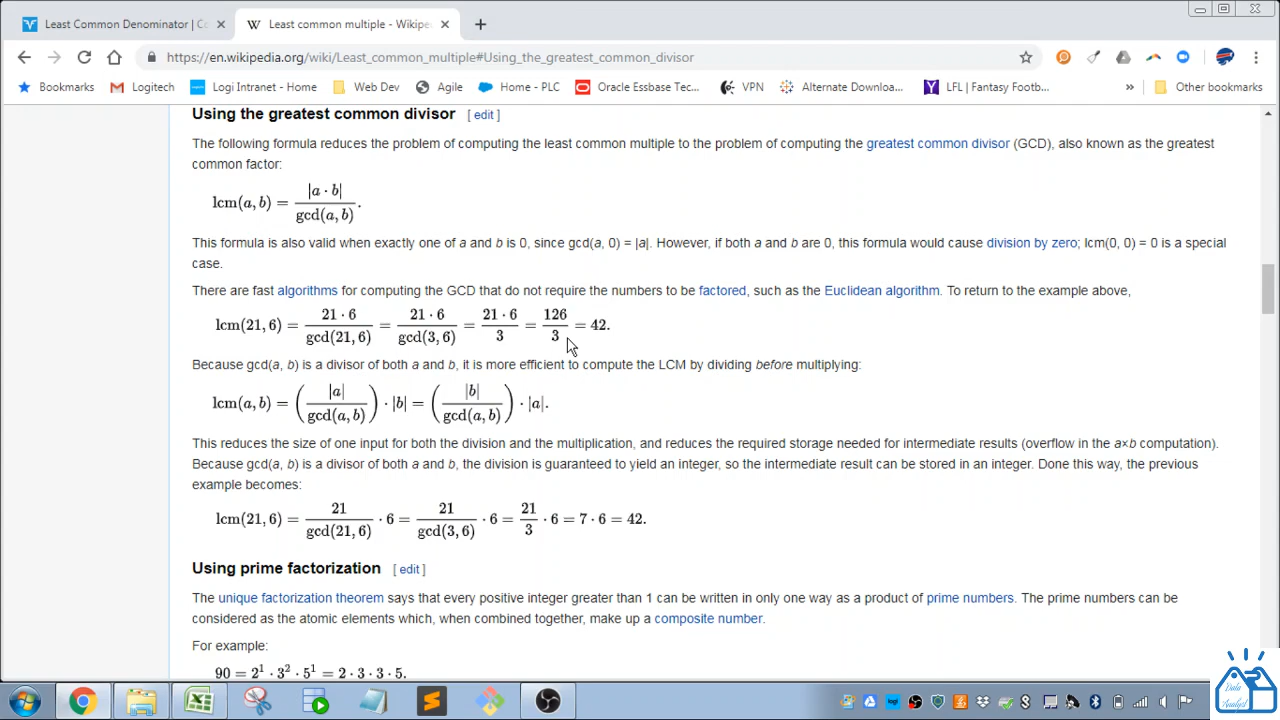 Least Common Denominator | Co
Least common multiple - Wikipe
https://en.wikipedia.org/wiki/Least_common_multiple#Using_the_greatest_common_divisor
Bookmarks Logitech Logi Intranet - Home Web Dev Agile Home - PLC Oracle Essbase Tec... VPN Alternate Downloa... LFL | Fantasy Footb... » Other bookmarks
Using the greatest common divisor [ edit ]
The following formula reduces the problem of computing the least common multiple to the problem of computing the greatest common divisor (GCD), also known as the greatest
common factor:
lcm(a, b) = |a · b| / gcd(a, b).
This formula is also valid when exactly one of a and b is 0, since gcd(a, 0) = |a|. However, if both a and b are 0, this formula would cause division by zero; lcm(0, 0) = 0 is a special
case.
There are fast algorithms for computing the GCD that do not require the numbers to be factored, such as the Euclidean algorithm. To return to the example above,
lcm(21, 6) = 21 · 6 / gcd(21, 6) = 21 · 6 / gcd(3, 6) = 21 · 6 / 3 = 126 / 3 = 42.
Because gcd(a, b) is a divisor of both a and b, it is more efficient to compute the LCM by dividing before multiplying:
lcm(a, b) = (|a| / gcd(a, b)) · |b| = (|b| / gcd(a, b)) · |a|.
This reduces the size of one input for both the division and the multiplication, and reduces the required storage needed for intermediate results (overflow in the a×b computation).
Because gcd(a, b) is a divisor of both a and b, the division is guaranteed to yield an integer, so the intermediate result can be stored in an integer. Done this way, the previous
example becomes:
lcm(21, 6) = 21 / gcd(21, 6) · 6 = 21 / gcd(3, 6) · 6 = 21 / 3 · 6 = 7 · 6 = 42.
Using prime factorization [ edit ]
The unique factorization theorem says that every positive integer greater than 1 can be written in only one way as a product of prime numbers. The prime numbers can be
considered as the atomic elements which, when combined together, make up a composite number.
For example:
90 = 2¹ · 3² · 5¹ = 2 · 3 · 3 · 5.
Data
Analyst